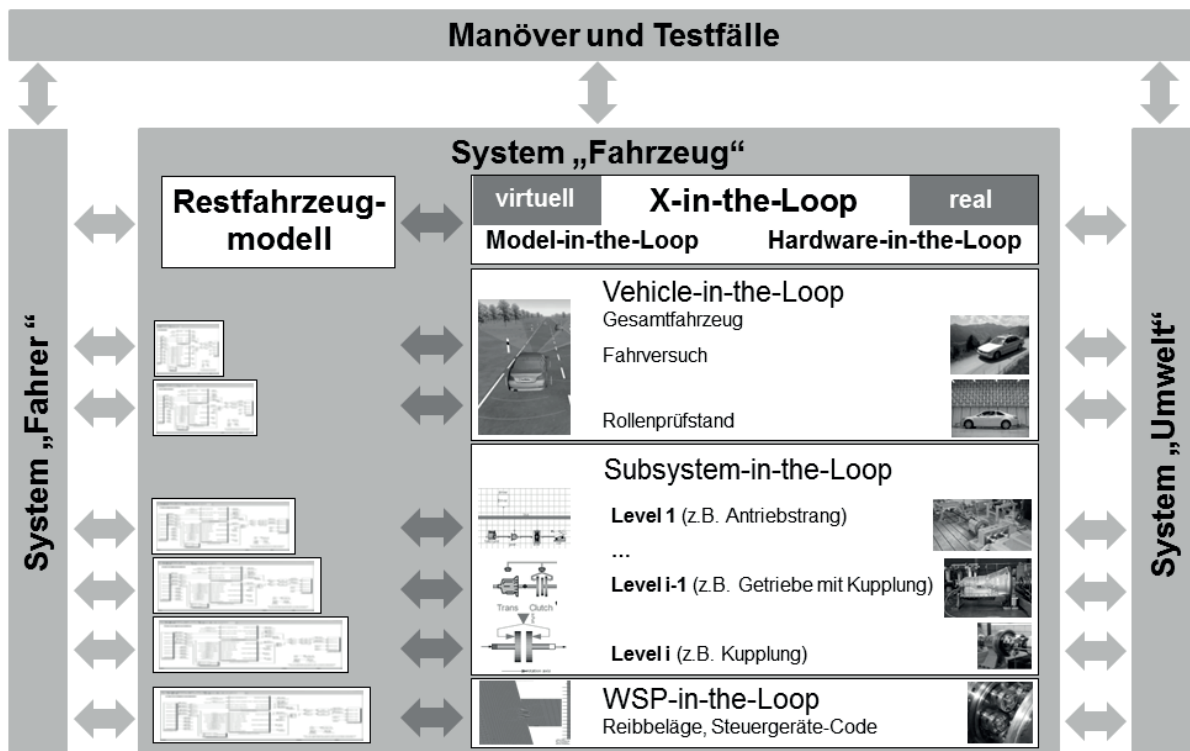 Manöver und Testfälle
System „Fahrer“
System „Fahrzeug“
Restfahrzeug-
modell
virtuell
X-in-the-Loop
real
Model-in-the-Loop
Hardware-in-the-Loop
Vehicle-in-the-Loop
Gesamtfahrzeug
Fahrversuch
Rollenprüfstand
Subsystem-in-the-Loop
Level 1 (z.B. Antriebstrang)
...
Level i-1 (z.B. Getriebe mit Kupplung)
Trans Clutch
Level i (z.B. Kupplung)
WSP-in-the-Loop
Reibbeläge, Steuergeräte-Code
System „Umwelt“